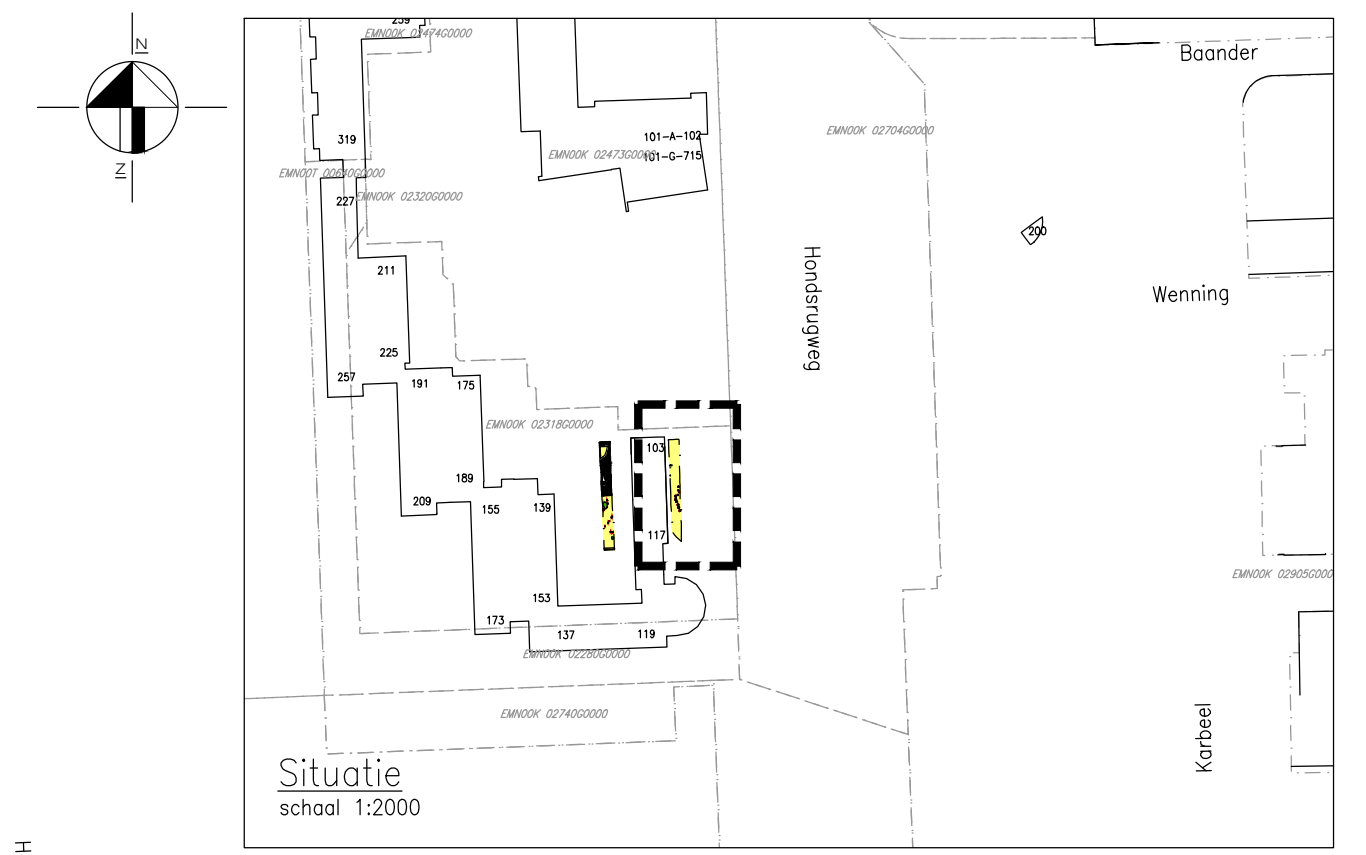 N
Z
259
EMN00K 02474G0000
Baander
319
101-A-102
EMN00K 02704G0000
EMN00K 02473G0000
101-G-715
EMN00T 00640G0000
227
EMN00K 02320G0000
200
211
Hondsrugweg
Wenning
225
257
191
175
EMN00K 02318G0000
103
189
209
155
139
117
EMN00K 02905G000
153
173
137
119
EMN00K 02280G0000
EMN00K 02740G0000
Karbeel
Situatie
schaal 1:2000
H